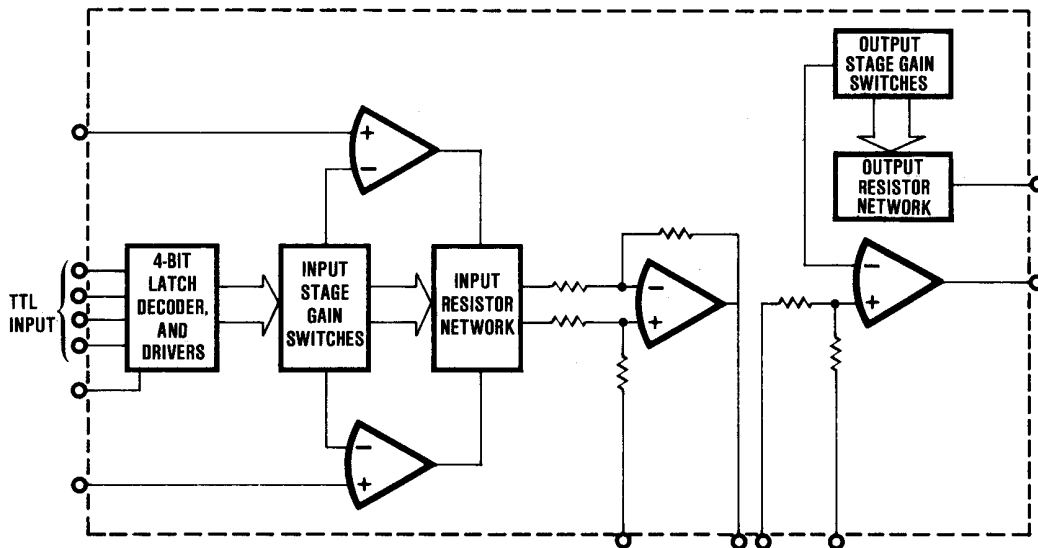 OUTPUT
STAGE GAIN
SWITCHES
OUTPUT
RESISTOR
NETWORK
+
−
TTL
INPUT
4-BIT
LATCH
DECODER,
AND
DRIVERS
INPUT
STAGE
GAIN
SWITCHES
INPUT
RESISTOR
NETWORK
−
+
−
+
−
+